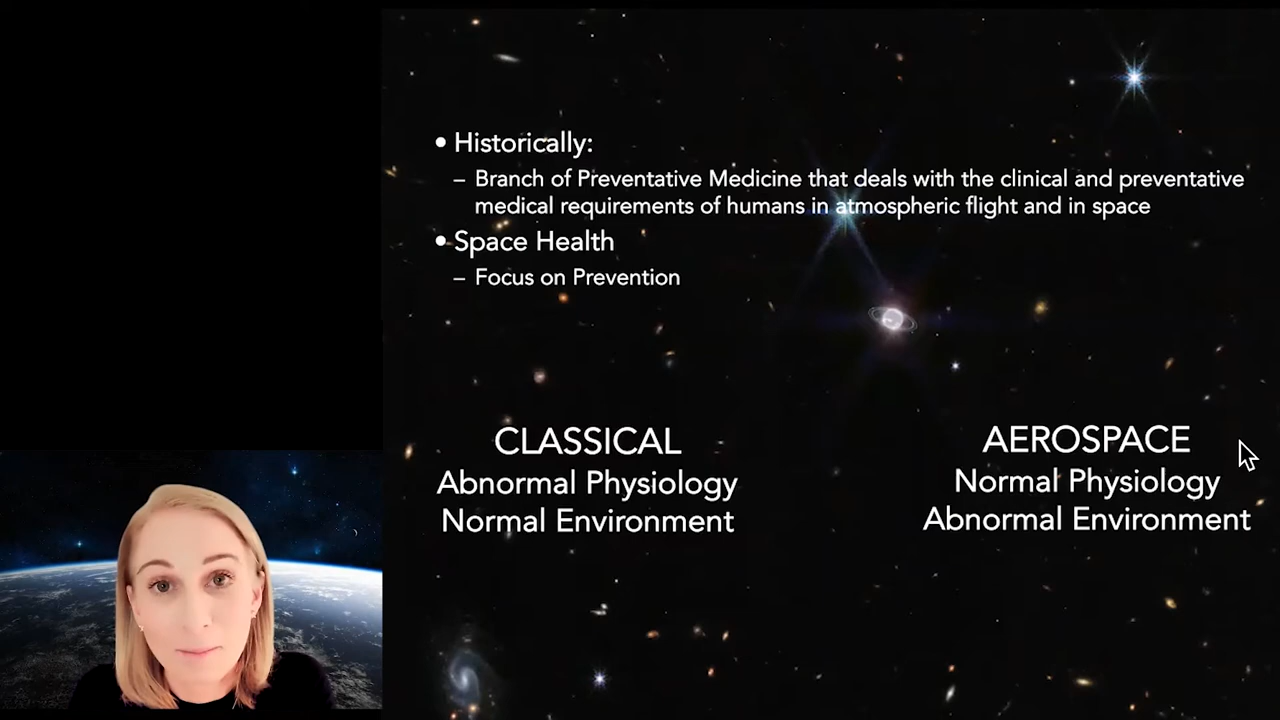 • Historically:
– Branch of Preventative Medicine that deals with the clinical and preventative
medical requirements of humans in atmospheric flight and in space
• Space Health
– Focus on Prevention
CLASSICAL
Abnormal Physiology
Normal Environment
AEROSPACE
Normal Physiology
Abnormal Environment